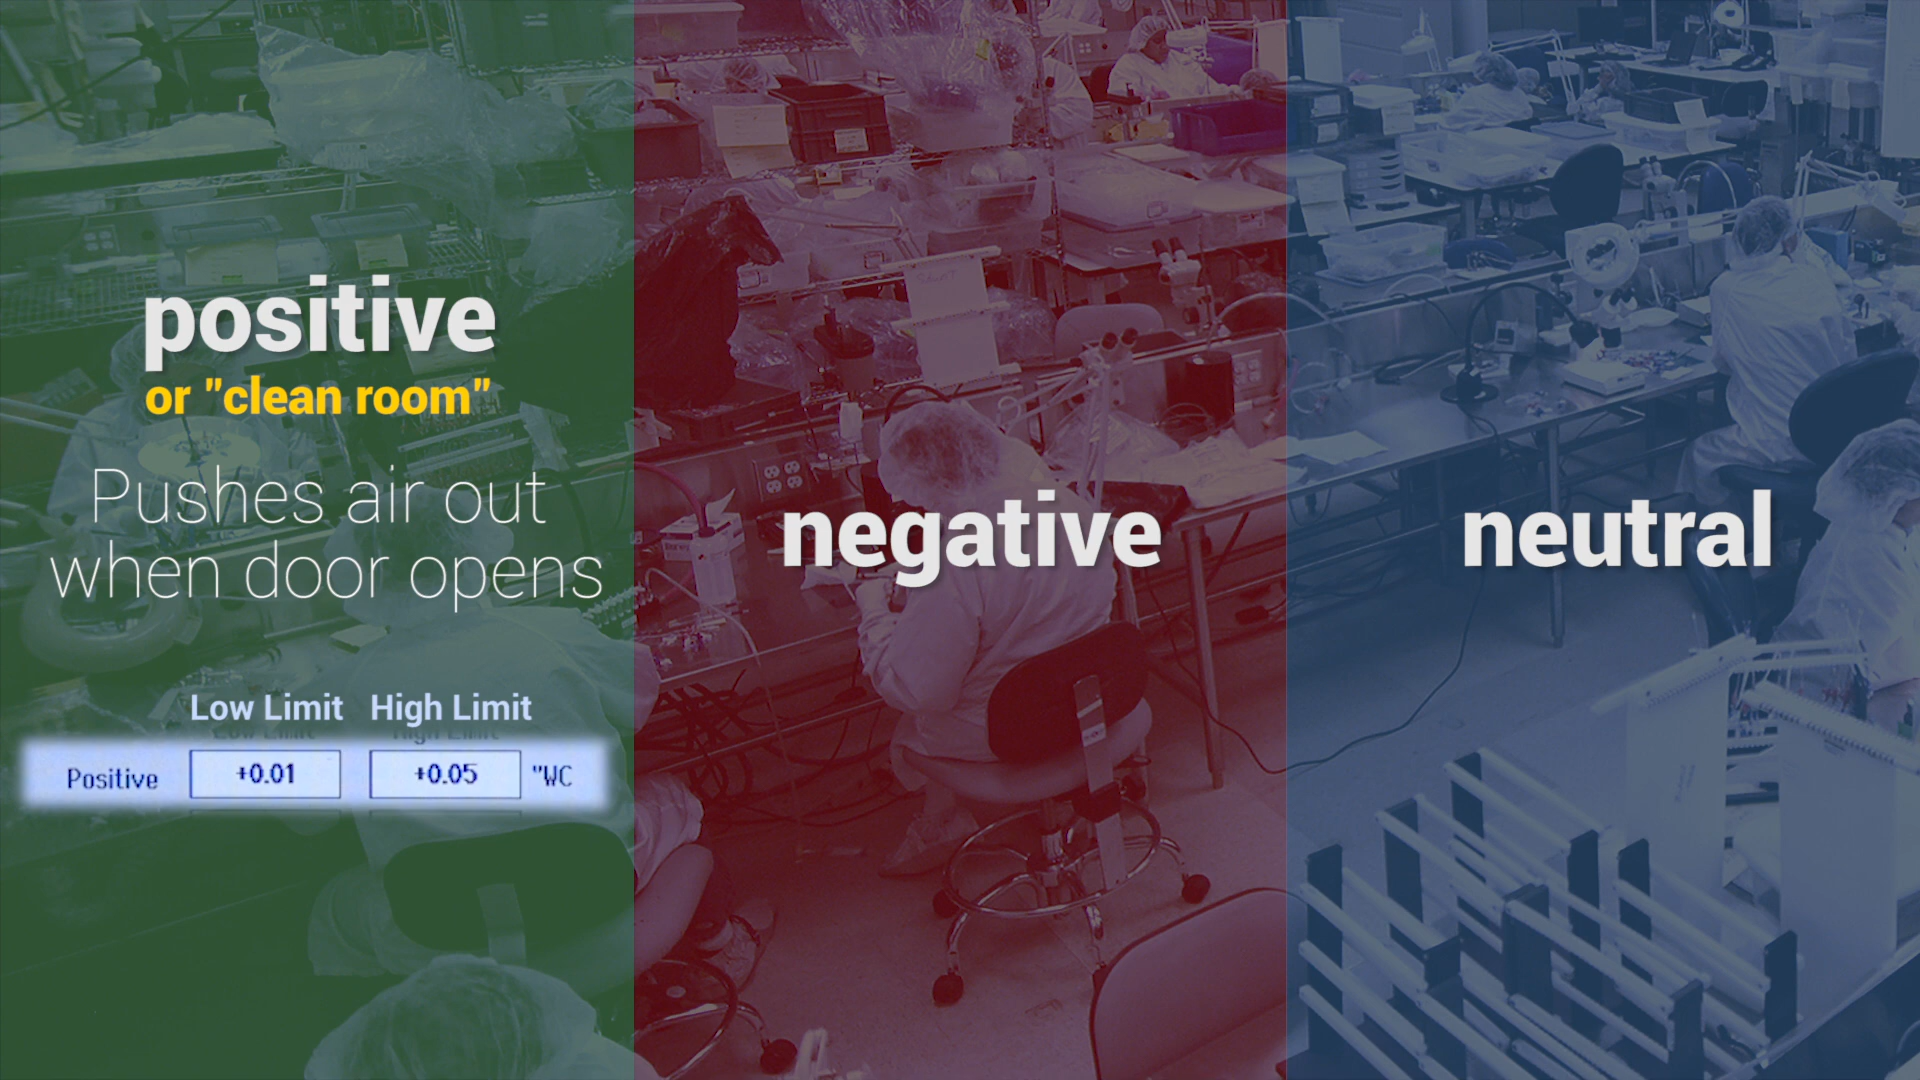 positive
or "clean room"
Pushes air out
when door opens
Low Limit High Limit
Positive +0.01 +0.05 "WC
negative
neutral